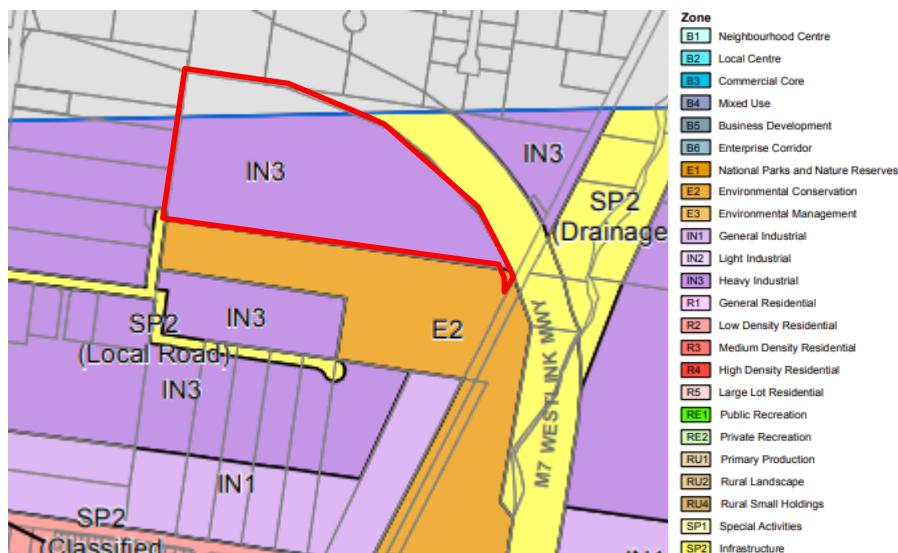 IN3
IN3
SP2
(Drainage
E2
IN3
SP2
(Local Road)
IN3
M7 WESTLINK MWY
IN1
SP2
(Classified
IN1
Zone
B1 Neighbourhood Centre
B2 Local Centre
B3 Commercial Core
B4 Mixed Use
B5 Business Development
B6 Enterprise Corridor
E1 National Parks and Nature Reserves
E2 Environmental Conservation
E3 Environmental Management
IN1 General Industrial
IN2 Light Industrial
IN3 Heavy Industrial
R1 General Residential
R2 Low Density Residential
R3 Medium Density Residential
R4 High Density Residential
R5 Large Lot Residential
RE1 Public Recreation
RE2 Private Recreation
RU1 Primary Production
RU2 Rural Landscape
RU4 Rural Small Holdings
SP1 Special Activities
SP2 Infrastructure